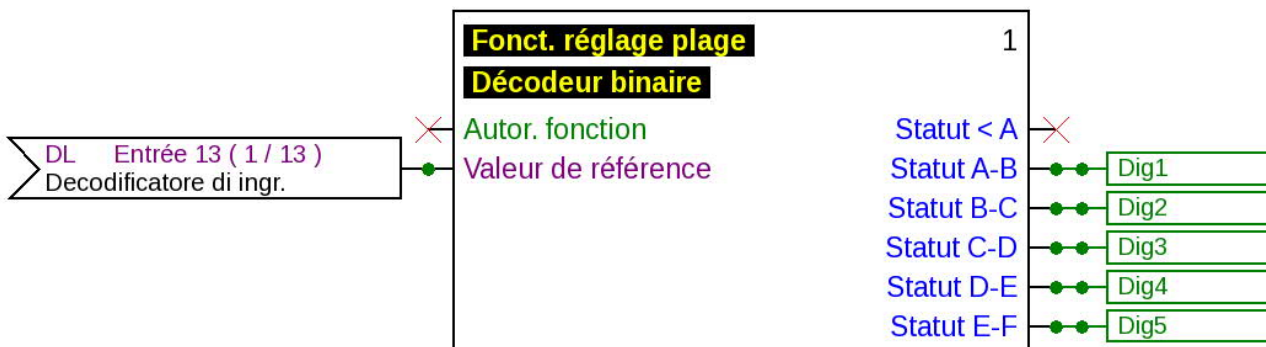 Fonct. réglage plage 1
Décodeur binaire
Autor. fonction Statut < A
DL Entrée 13 ( 1 / 13 )
Decodificatore di ingr.
Valeur de référence Statut A-B Dig1
Statut B-C Dig2
Statut C-D Dig3
Statut D-E Dig4
Statut E-F Dig5